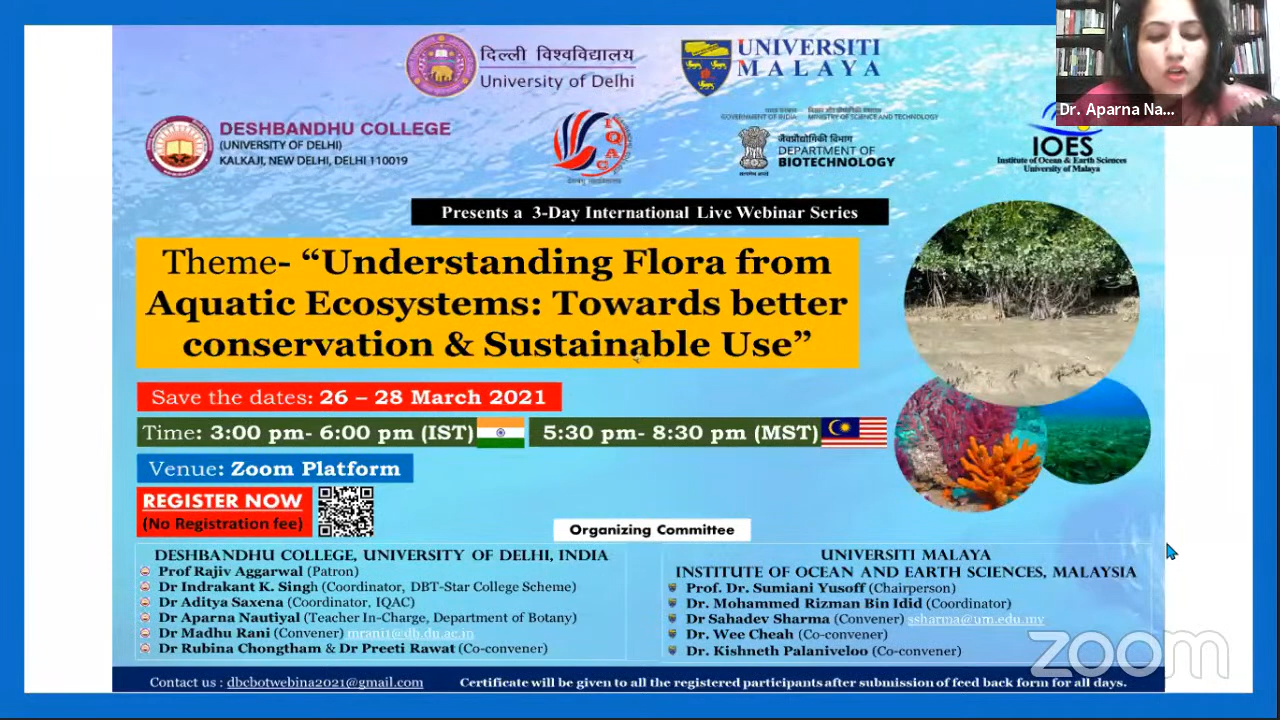 दिल्ली विश्वविद्यालय
University of Delhi
UNIVERSITI
MALAYA
Dr. Aparna Na...
DESHBANDHU COLLEGE
(UNIVERSITY OF DELHI)
KALKAJI, NEW DELHI, DELHI 110019
IQAC
GOVERNMENT OF INDIA MINISTRY OF SCIENCE AND TECHNOLOGY
जैवप्रौद्योगिकी विभाग
DEPARTMENT OF
BIOTECHNOLOGY
IOES
Institute of Ocean & Earth Sciences
University of Malaya
Presents a 3-Day International Live Webinar Series
Theme- “Understanding Flora from
Aquatic Ecosystems: Towards better
conservation & Sustainable Use”
Save the dates: 26 – 28 March 2021
Time: 3:00 pm- 6:00 pm (IST) 5:30 pm- 8:30 pm (MST)
Venue: Zoom Platform
REGISTER NOW
(No Registration fee)
Organizing Committee
DESHBANDHU COLLEGE, UNIVERSITY OF DELHI, INDIA
Prof Rajiv Aggarwal (Patron)
Dr Indrakant K. Singh (Coordinator, DBT-Star College Scheme)
Dr Aditya Saxena (Coordinator, IQAC)
Dr Aparna Nautiyal (Teacher In-Charge, Department of Botany)
Dr Madhu Rani (Convener) mrani1@db.du.ac.in
Dr Rubina Chongtham & Dr Preeti Rawat (Co-convener)
UNIVERSITI MALAYA
INSTITUTE OF OCEAN AND EARTH SCIENCES, MALAYSIA
Prof. Dr. Sumiani Yusoff (Chairperson)
Dr. Mohammed Rizman Bin Idid (Coordinator)
Dr Sahadev Sharma (Convener) ssharma@um.edu.my
Dr. Wee Cheah (Co-convener)
Dr. Kishneth Palaniveloo (Co-convener)
zoom
Contact us : dbcbotwebina2021@gmail.com Certificate will be given to all the registered participants after submission of feed back form for all days.